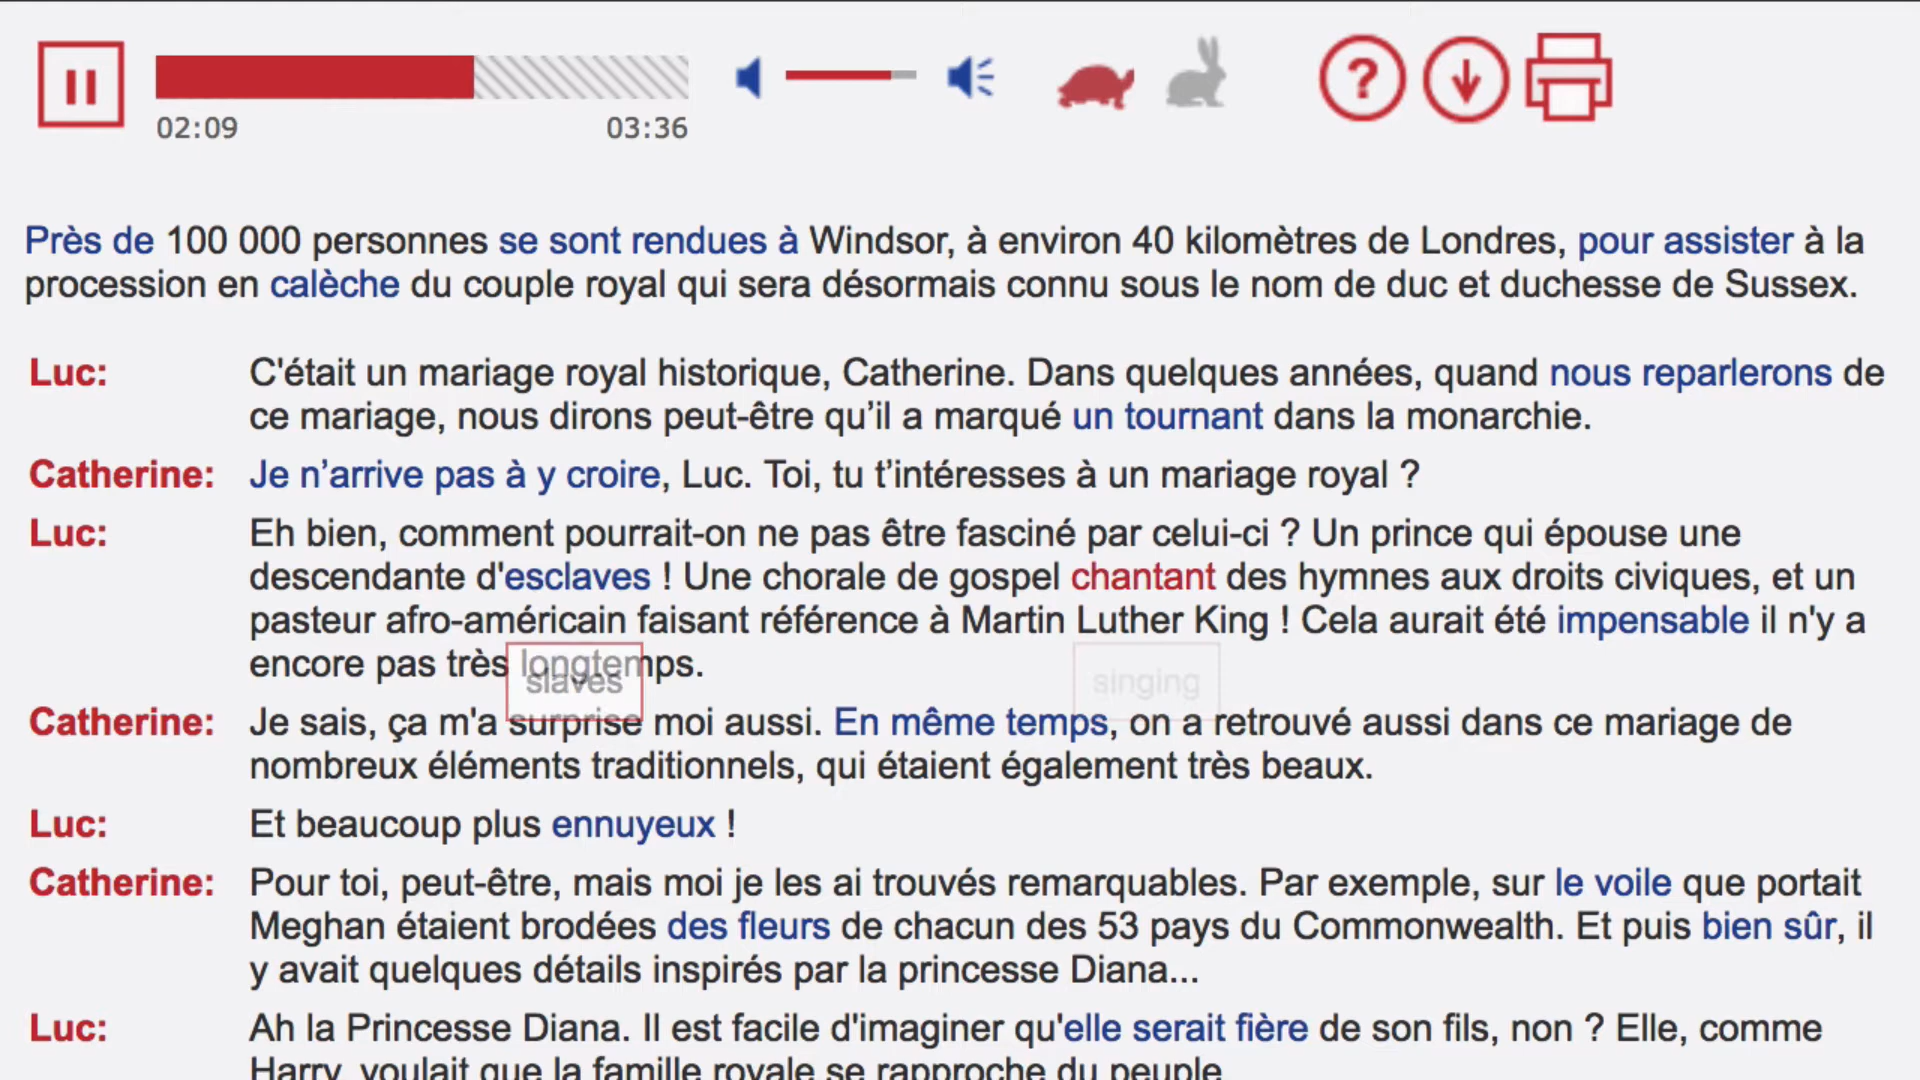 02:09 03:36
?
Près de 100 000 personnes se sont rendues à Windsor, à environ 40 kilomètres de Londres, pour assister à la
procession en calèche du couple royal qui sera désormais connu sous le nom de duc et duchesse de Sussex.
Luc: C'était un mariage royal historique, Catherine. Dans quelques années, quand nous reparlerons de
ce mariage, nous dirons peut-être qu’il a marqué un tournant dans la monarchie.
Catherine: Je n’arrive pas à y croire, Luc. Toi, tu t’intéresses à un mariage royal ?
Luc: Eh bien, comment pourrait-on ne pas être fasciné par celui-ci ? Un prince qui épouse une
descendante d'esclaves ! Une chorale de gospel chantant des hymnes aux droits civiques, et un
pasteur afro-américain faisant référence à Martin Luther King ! Cela aurait été impensable il n'y a
encore pas très longtemps.
slaves singing
Catherine: Je sais, ça m'a surprise moi aussi. En même temps, on a retrouvé aussi dans ce mariage de
nombreux éléments traditionnels, qui étaient également très beaux.
Luc: Et beaucoup plus ennuyeux !
Catherine: Pour toi, peut-être, mais moi je les ai trouvés remarquables. Par exemple, sur le voile que portait
Meghan étaient brodées des fleurs de chacun des 53 pays du Commonwealth. Et puis bien sûr, il
y avait quelques détails inspirés par la princesse Diana...
Luc: Ah la Princesse Diana. Il est facile d'imaginer qu'elle serait fière de son fils, non ? Elle, comme
Harry, voulait que la famille royale se rapproche du peuple